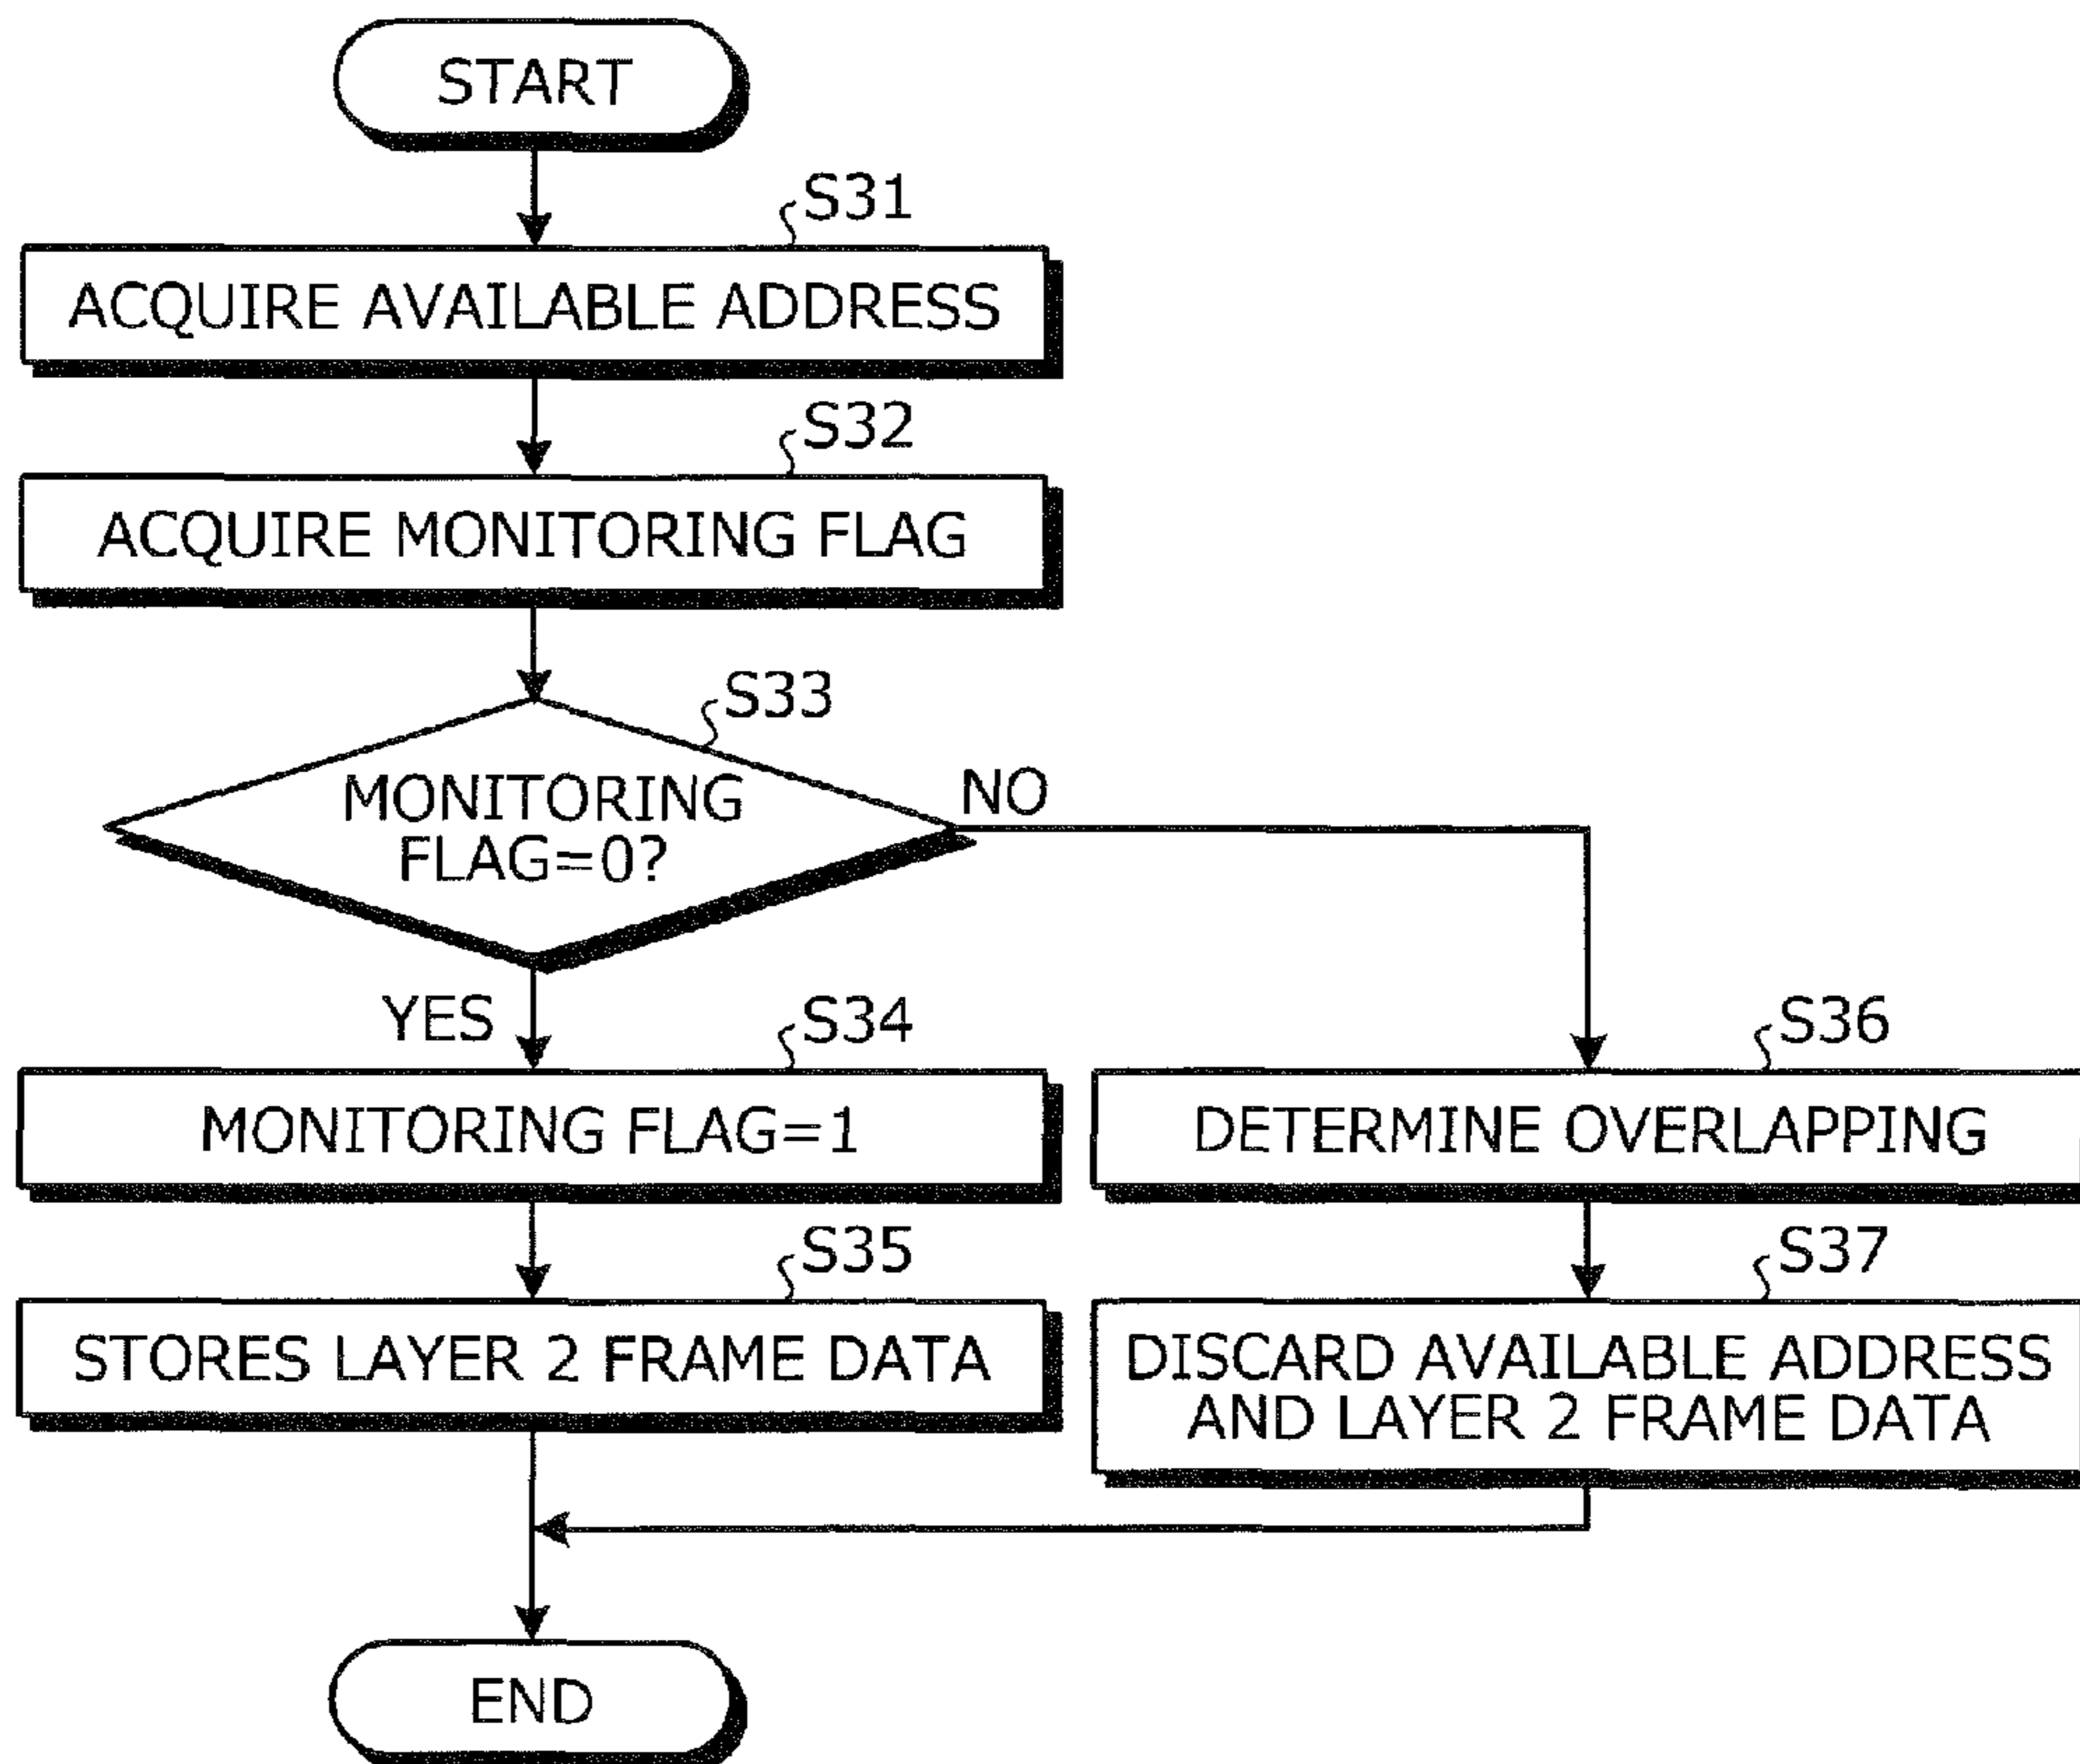 START
S31
ACQUIRE AVAILABLE ADDRESS
S32
ACQUIRE MONITORING FLAG
S33
MONITORING
FLAG=0?
NO
YES
S34
MONITORING FLAG=1
S35
STORES LAYER 2 FRAME DATA
S36
DETERMINE OVERLAPPING
S37
DISCARD AVAILABLE ADDRESS
AND LAYER 2 FRAME DATA
END